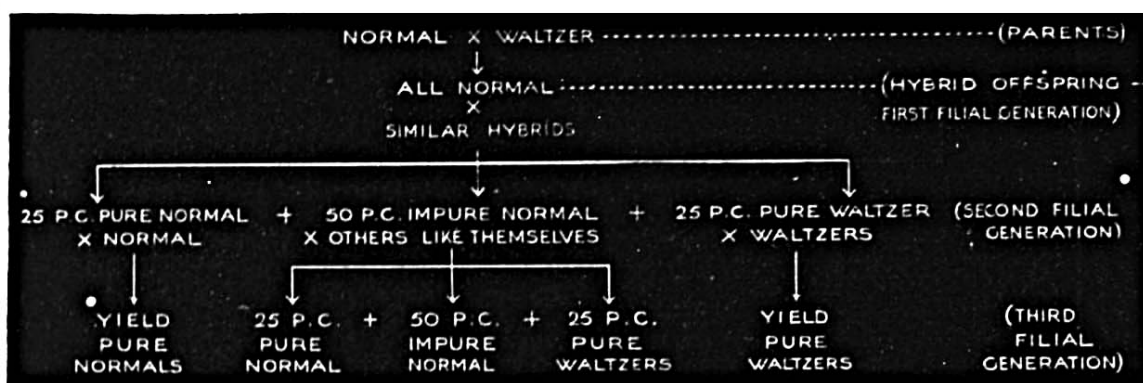 NORMAL X WALTZER (PARENTS)
ALL NORMAL (HYBRID OFFSPRING -
X FIRST FILIAL GENERATION)
SIMILAR HYBRIDS
25 P.C. PURE NORMAL + 50 P.C. IMPURE NORMAL + 25 P.C. PURE WALTZER (SECOND FILIAL
X NORMAL X OTHERS LIKE THEMSELVES X WALTZERS GENERATION)
YIELD 25 P.C. + 50 P.C. + 25 P.C. YIELD (THIRD
PURE PURE IMPURE PURE PURE FILIAL
NORMALS NORMAL NORMAL WALTZERS WALTZERS GENERATION)